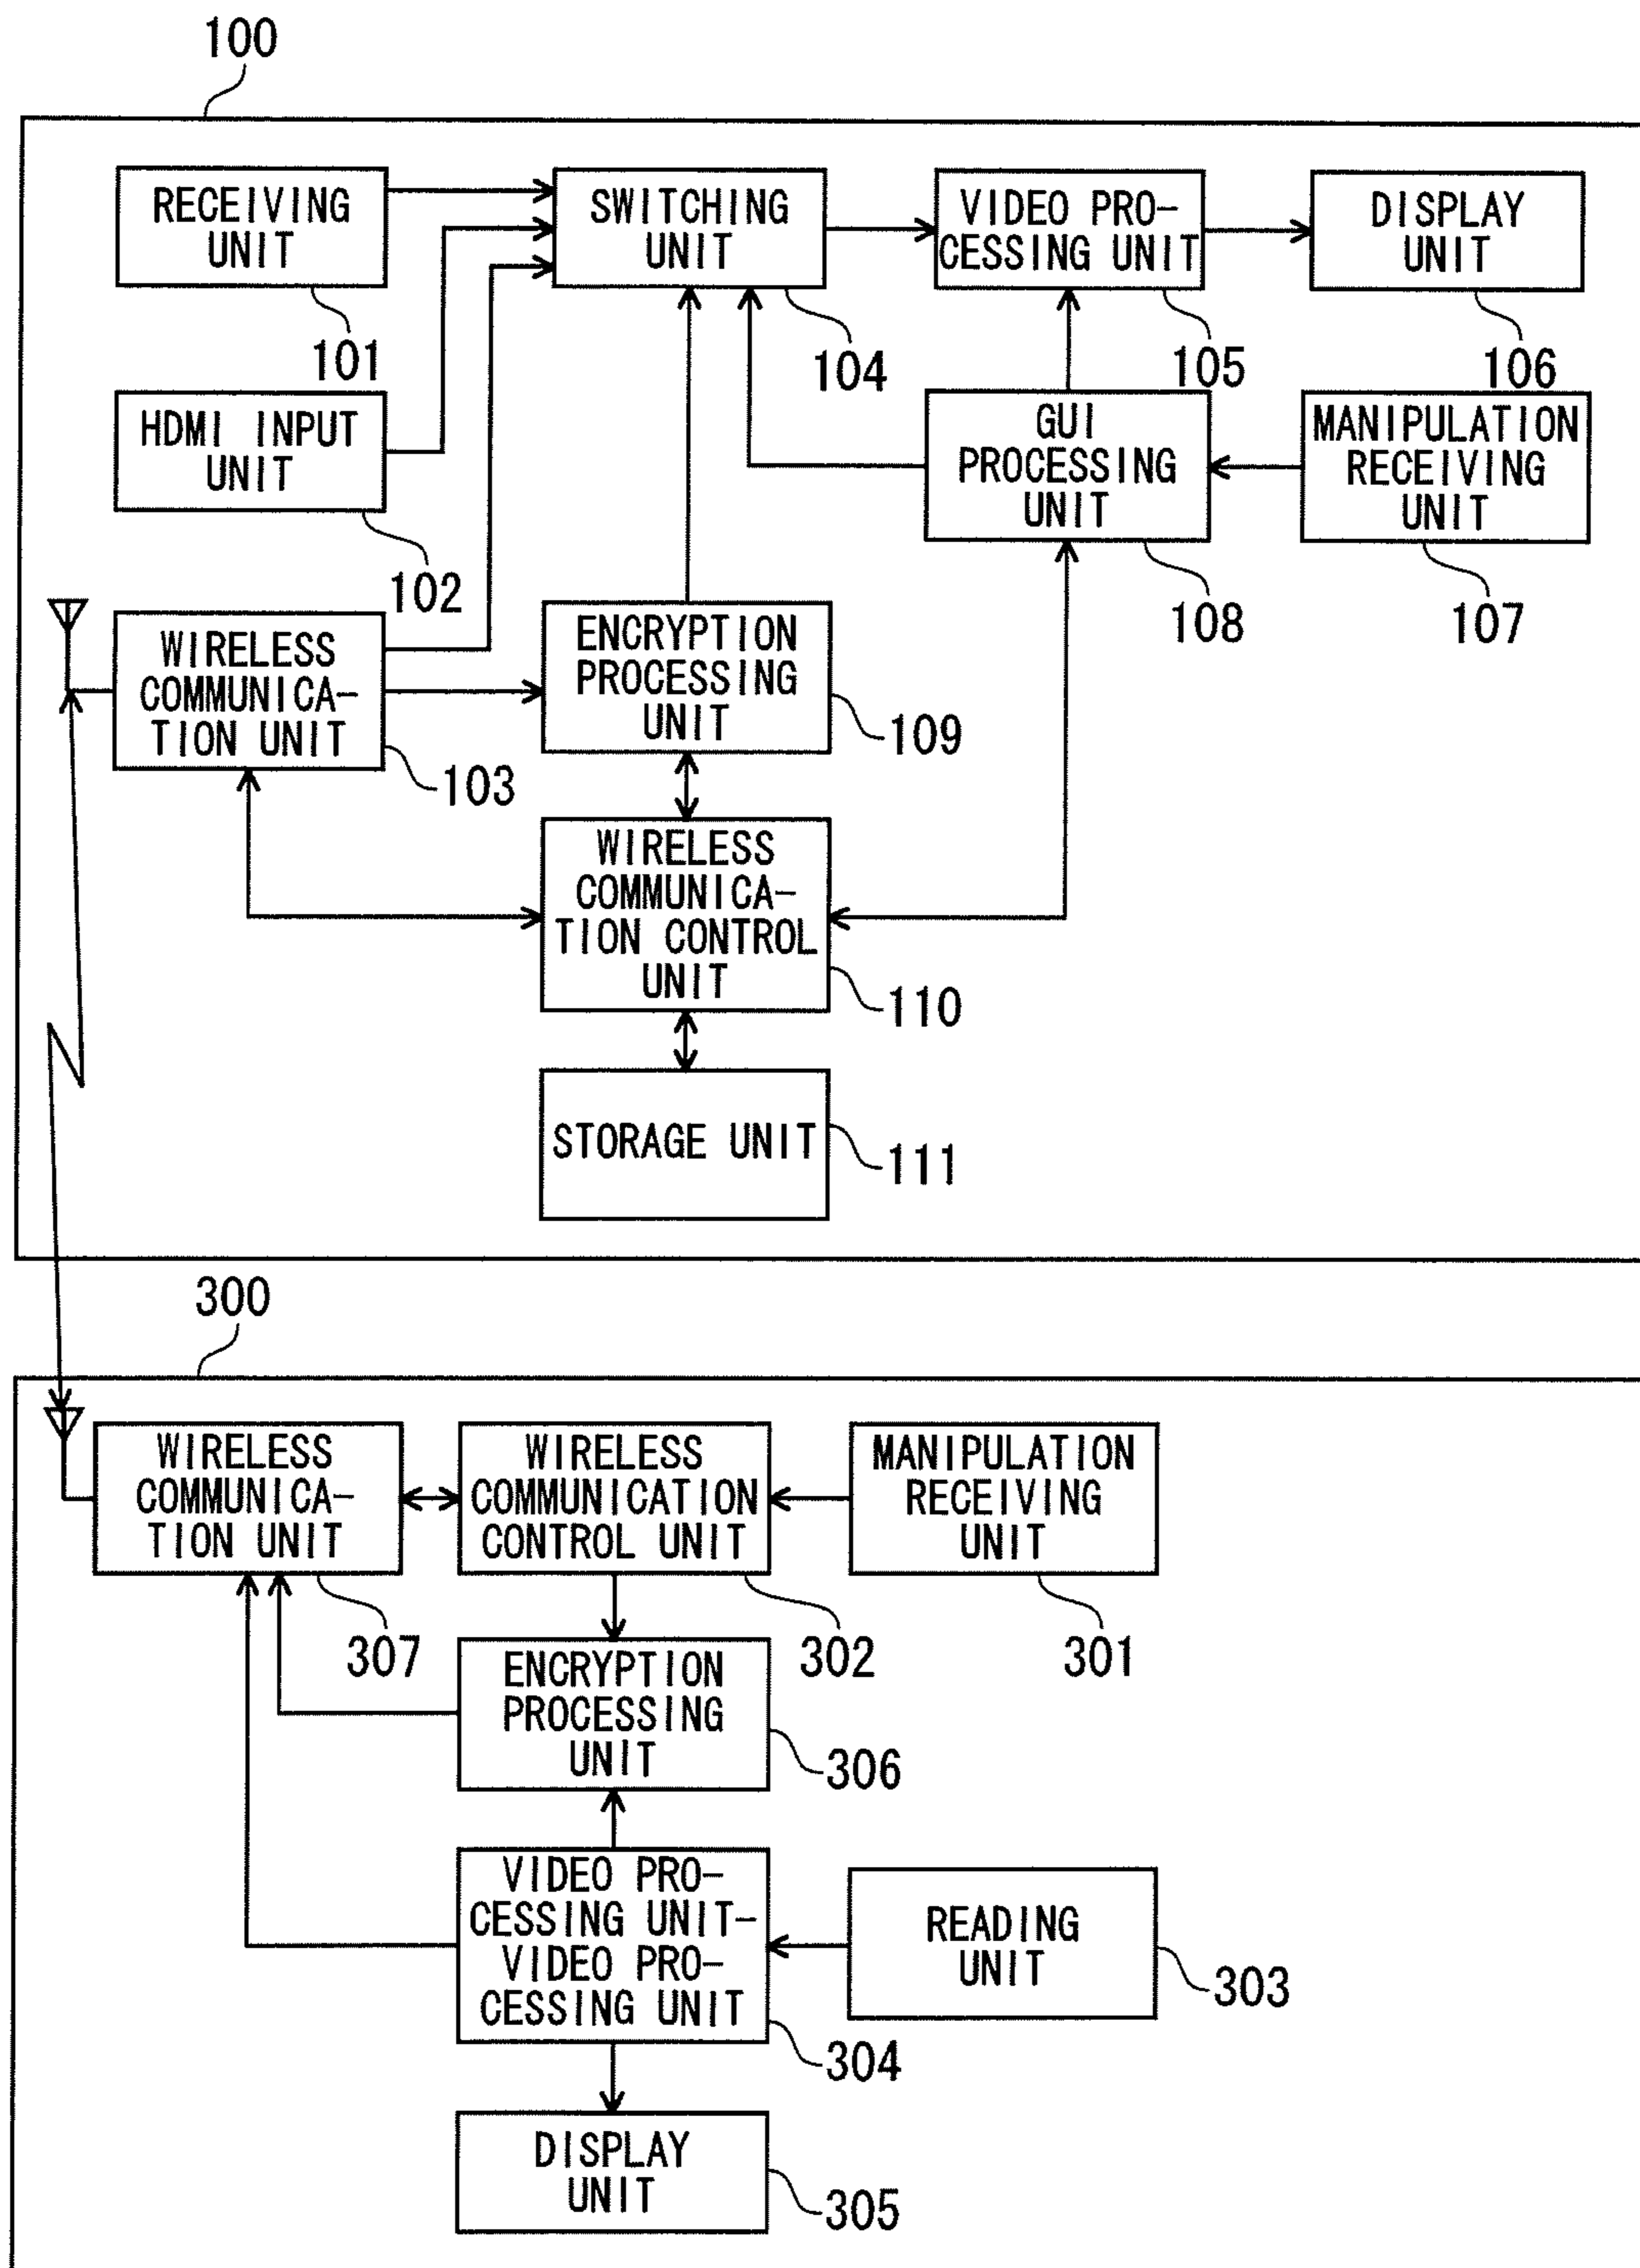 100
RECEIVING
UNIT
101
SWITCHING
UNIT
104
VIDEO PRO-
CESSING UNIT
105
DISPLAY
UNIT
106
HDMI INPUT
UNIT
102
GUI
PROCESSING
UNIT
108
MANIPULATION
RECEIVING
UNIT
107
WIRELESS
COMMUNICA-
TION UNIT
103
ENCRYPTION
PROCESSING
UNIT
109
WIRELESS
COMMUNICA-
TION CONTROL
UNIT
110
STORAGE UNIT
111
300
WIRELESS
COMMUNICA-
TION UNIT
307
WIRELESS
COMMUNICATION
CONTROL UNIT
302
MANIPULATION
RECEIVING
UNIT
301
ENCRYPTION
PROCESSING
UNIT
306
VIDEO PRO-
CESSING UNIT-
VIDEO PRO-
CESSING UNIT
304
READING
UNIT
303
DISPLAY
UNIT
305